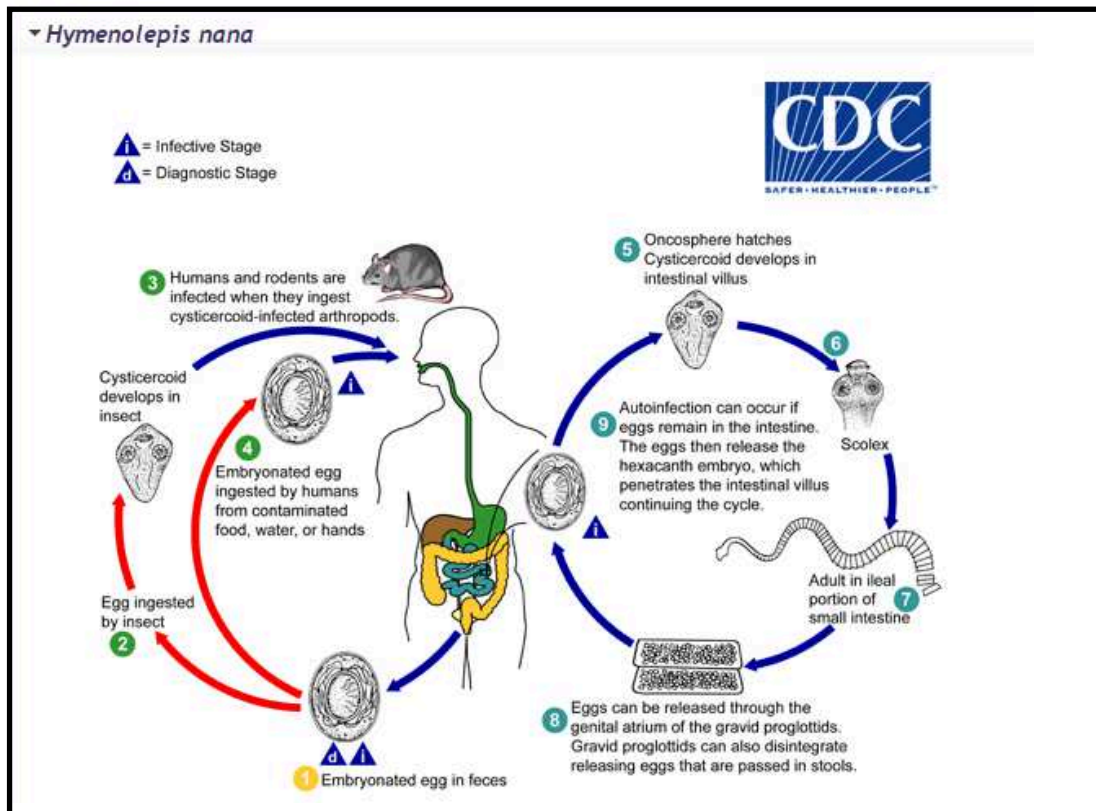 Hymenolepis nana
CDC
SAFER·HEALTHIER·PEOPLE™
i = Infective Stage
d = Diagnostic Stage
3 Humans and rodents are
infected when they ingest
cysticercoid-infected arthropods.
i
Cysticercoid
develops in
insect
4
Embryonated egg
ingested by humans
from contaminated
food, water, or hands
Egg ingested
by insect
2
d i
1 Embryonated egg in feces
5 Oncosphere hatches
Cysticercoid develops in
intestinal villus
6
Scolex
9 Autoinfection can occur if
eggs remain in the intestine.
The eggs then release the
hexacanth embryo, which
penetrates the intestinal villus
continuing the cycle.
i
Adult in ileal
portion of 7
small intestine
8 Eggs can be released through the
genital atrium of the gravid proglottids.
Gravid proglottids can also disintegrate
releasing eggs that are passed in stools.